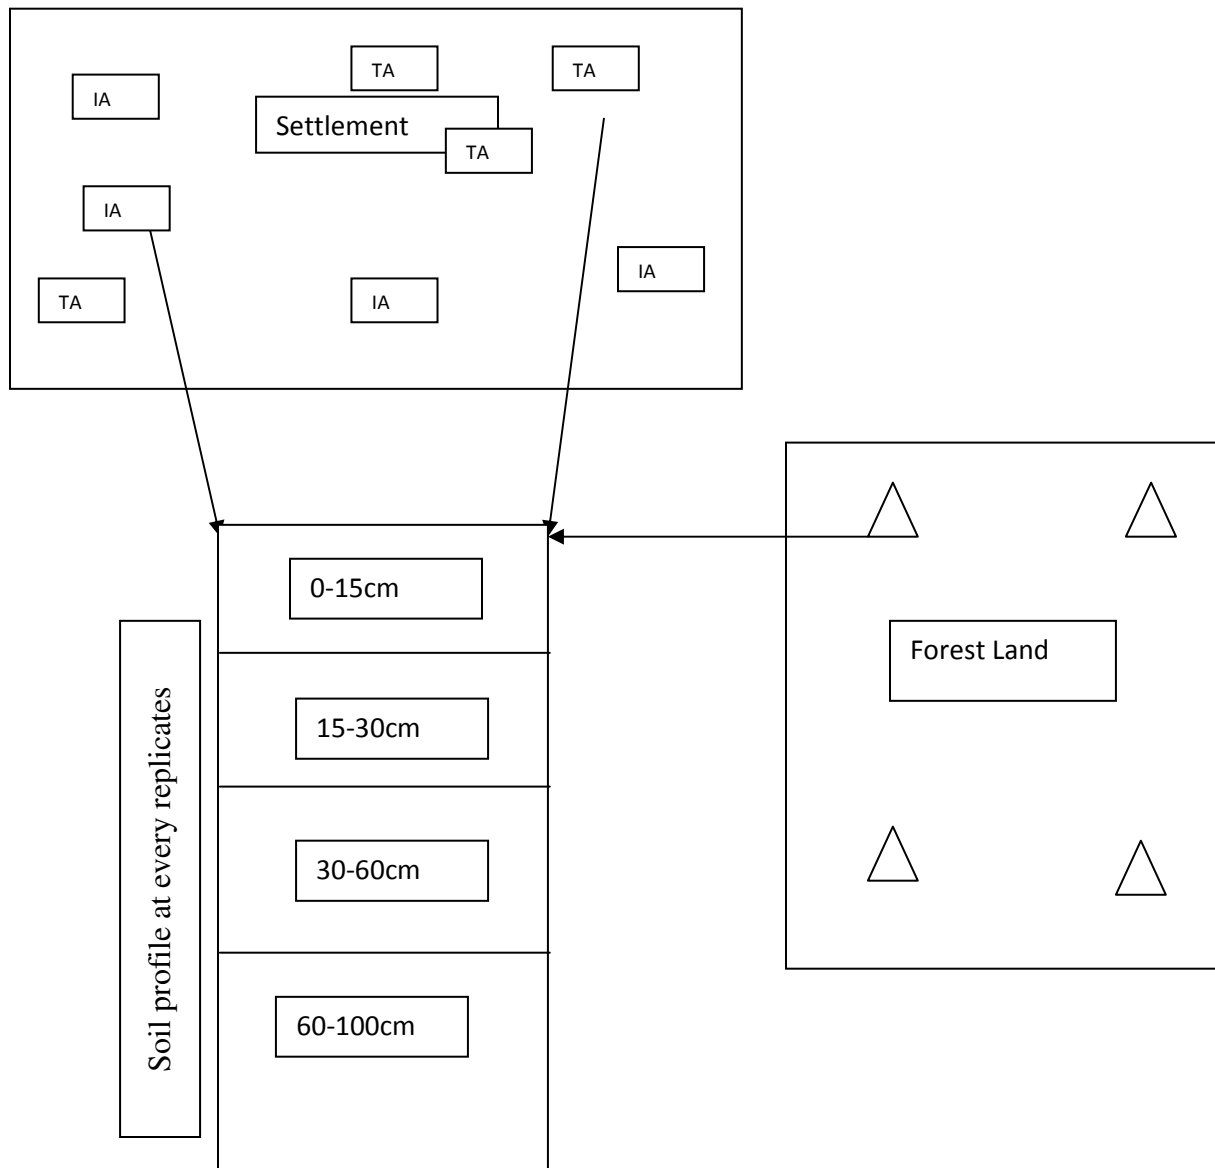 TA
TA
IA
Settlement
TA
IA
IA
TA
IA
0-15cm
Forest Land
15-30cm
30-60cm
60-100cm
Soil profile at every replicates